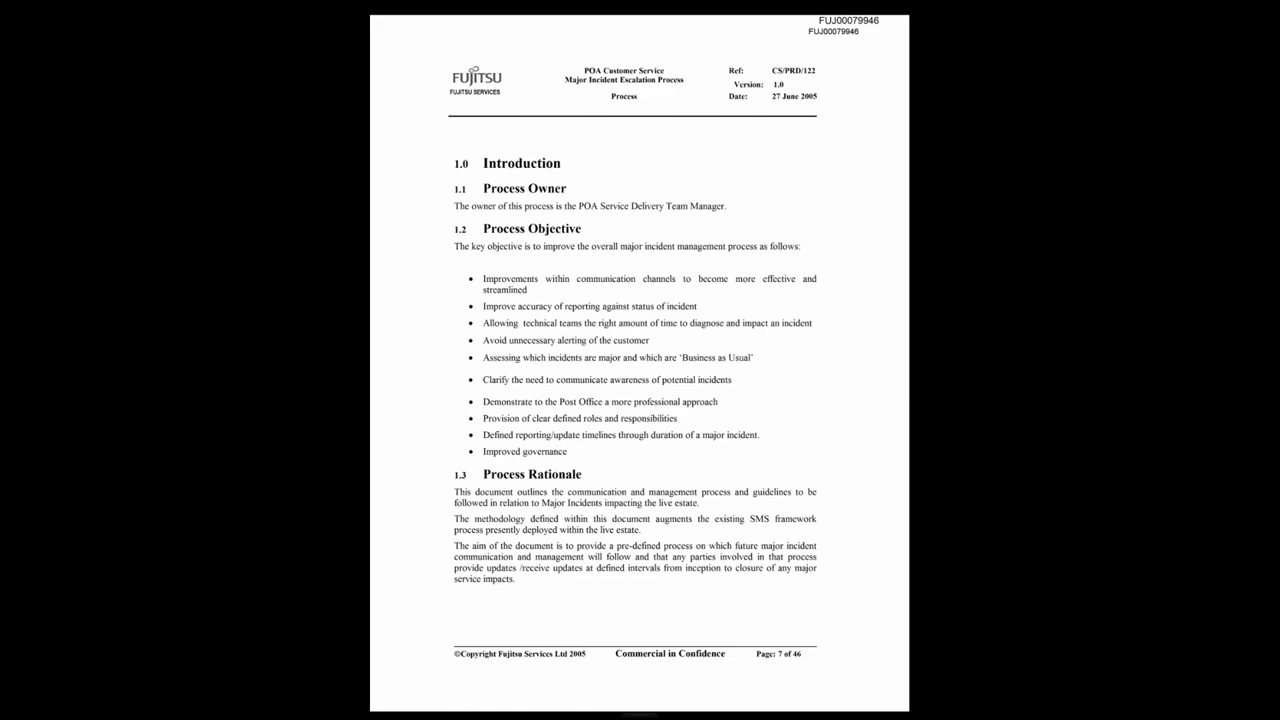 FUJ00079946
FUJ00079946
FUJITSU
FUJITSU SERVICES
POA Customer Service
Major Incident Escalation Process
Process
Ref: CS/PRD/122
Version: 1.0
Date: 27 June 2005
1.0 Introduction
1.1 Process Owner
The owner of this process is the POA Service Delivery Team Manager.
1.2 Process Objective
The key objective is to improve the overall major incident management process as follows:
• Improvements within communication channels to become more effective and
streamlined
• Improve accuracy of reporting against status of incident
• Allowing technical teams the right amount of time to diagnose and impact an incident
• Avoid unnecessary alerting of the customer
• Assessing which incidents are major and which are ‘Business as Usual’
• Clarify the need to communicate awareness of potential incidents
• Demonstrate to the Post Office a more professional approach
• Provision of clear defined roles and responsibilities
• Defined reporting/update timelines through duration of a major incident.
• Improved governance
1.3 Process Rationale
This document outlines the communication and management process and guidelines to be
followed in relation to Major Incidents impacting the live estate.
The methodology defined within this document augments the existing SMS framework
process presently deployed within the live estate.
The aim of the document is to provide a pre-defined process on which future major incident
communication and management will follow and that any parties involved in that process
provide updates /receive updates at defined intervals from inception to closure of any major
service impacts.
©Copyright Fujitsu Services Ltd 2005 Commercial in Confidence Page: 7 of 46